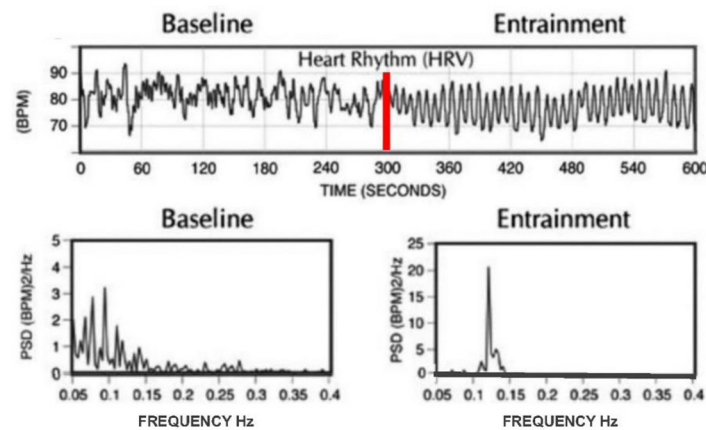 Baseline Entrainment
Heart Rhythm (HRV)
(BPM)
90
80
70
0 60 120 180 240 300 360 420 480 540 600
TIME (SECONDS)
Baseline
PSD (BPM)2/Hz
5
4
3
2
1
0
0.05 0.1 0.15 0.2 0.25 0.3 0.35 0.4
FREQUENCY Hz
Entrainment
PSD (BPM)2/Hz
25
20
15
10
5
0
0.05 0.1 0.15 0.2 0.25 0.3 0.35 0.4
FREQUENCY Hz